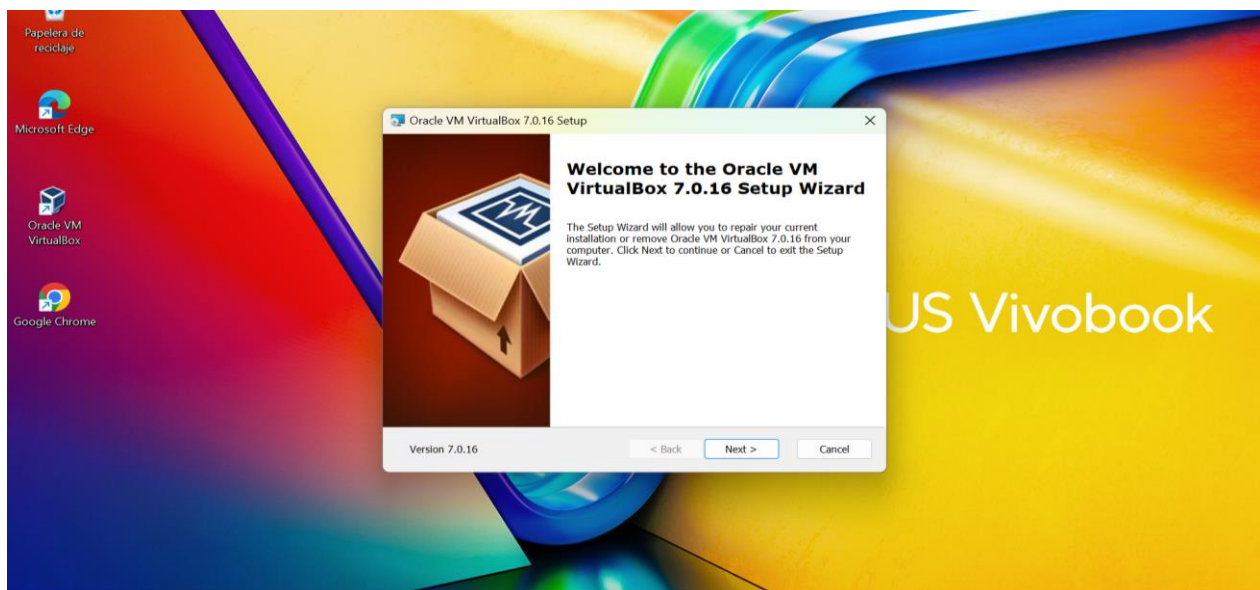 Papelera de
reciclaje
Microsoft Edge
Oracle VM
VirtualBox
Google Chrome
Oracle VM VirtualBox 7.0.16 Setup
Welcome to the Oracle VM
VirtualBox 7.0.16 Setup Wizard
The Setup Wizard will allow you to repair your current
installation or remove Oracle VM VirtualBox 7.0.16 from your
computer. Click Next to continue or Cancel to exit the Setup
Wizard.
Version 7.0.16
< Back
Next >
Cancel
US Vivobook